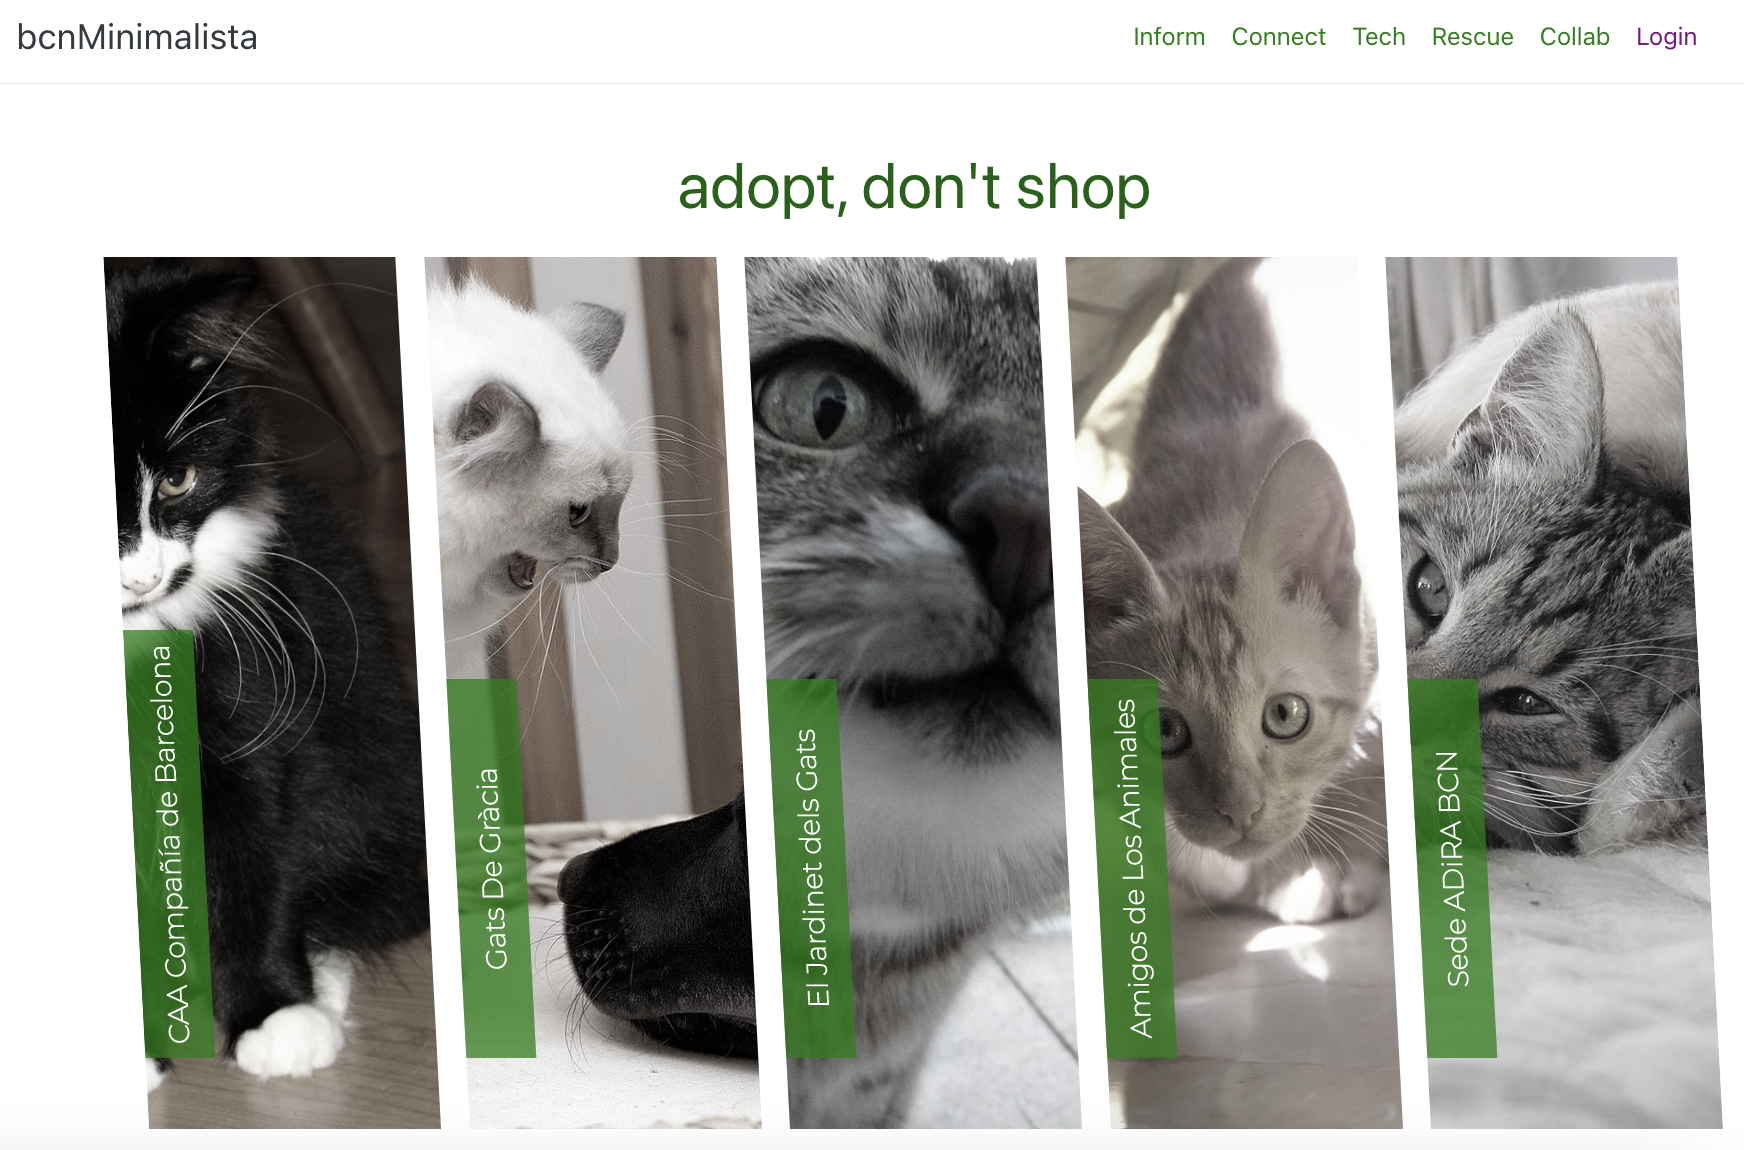 bcnMinimalista
Inform Connect Tech Rescue Collab Login
adopt, don't shop
CAA Compañía de Barcelona
Gats De Gràcia
El Jardinet dels Gats
Amigos de Los Animales
Sede ADiRA BCN